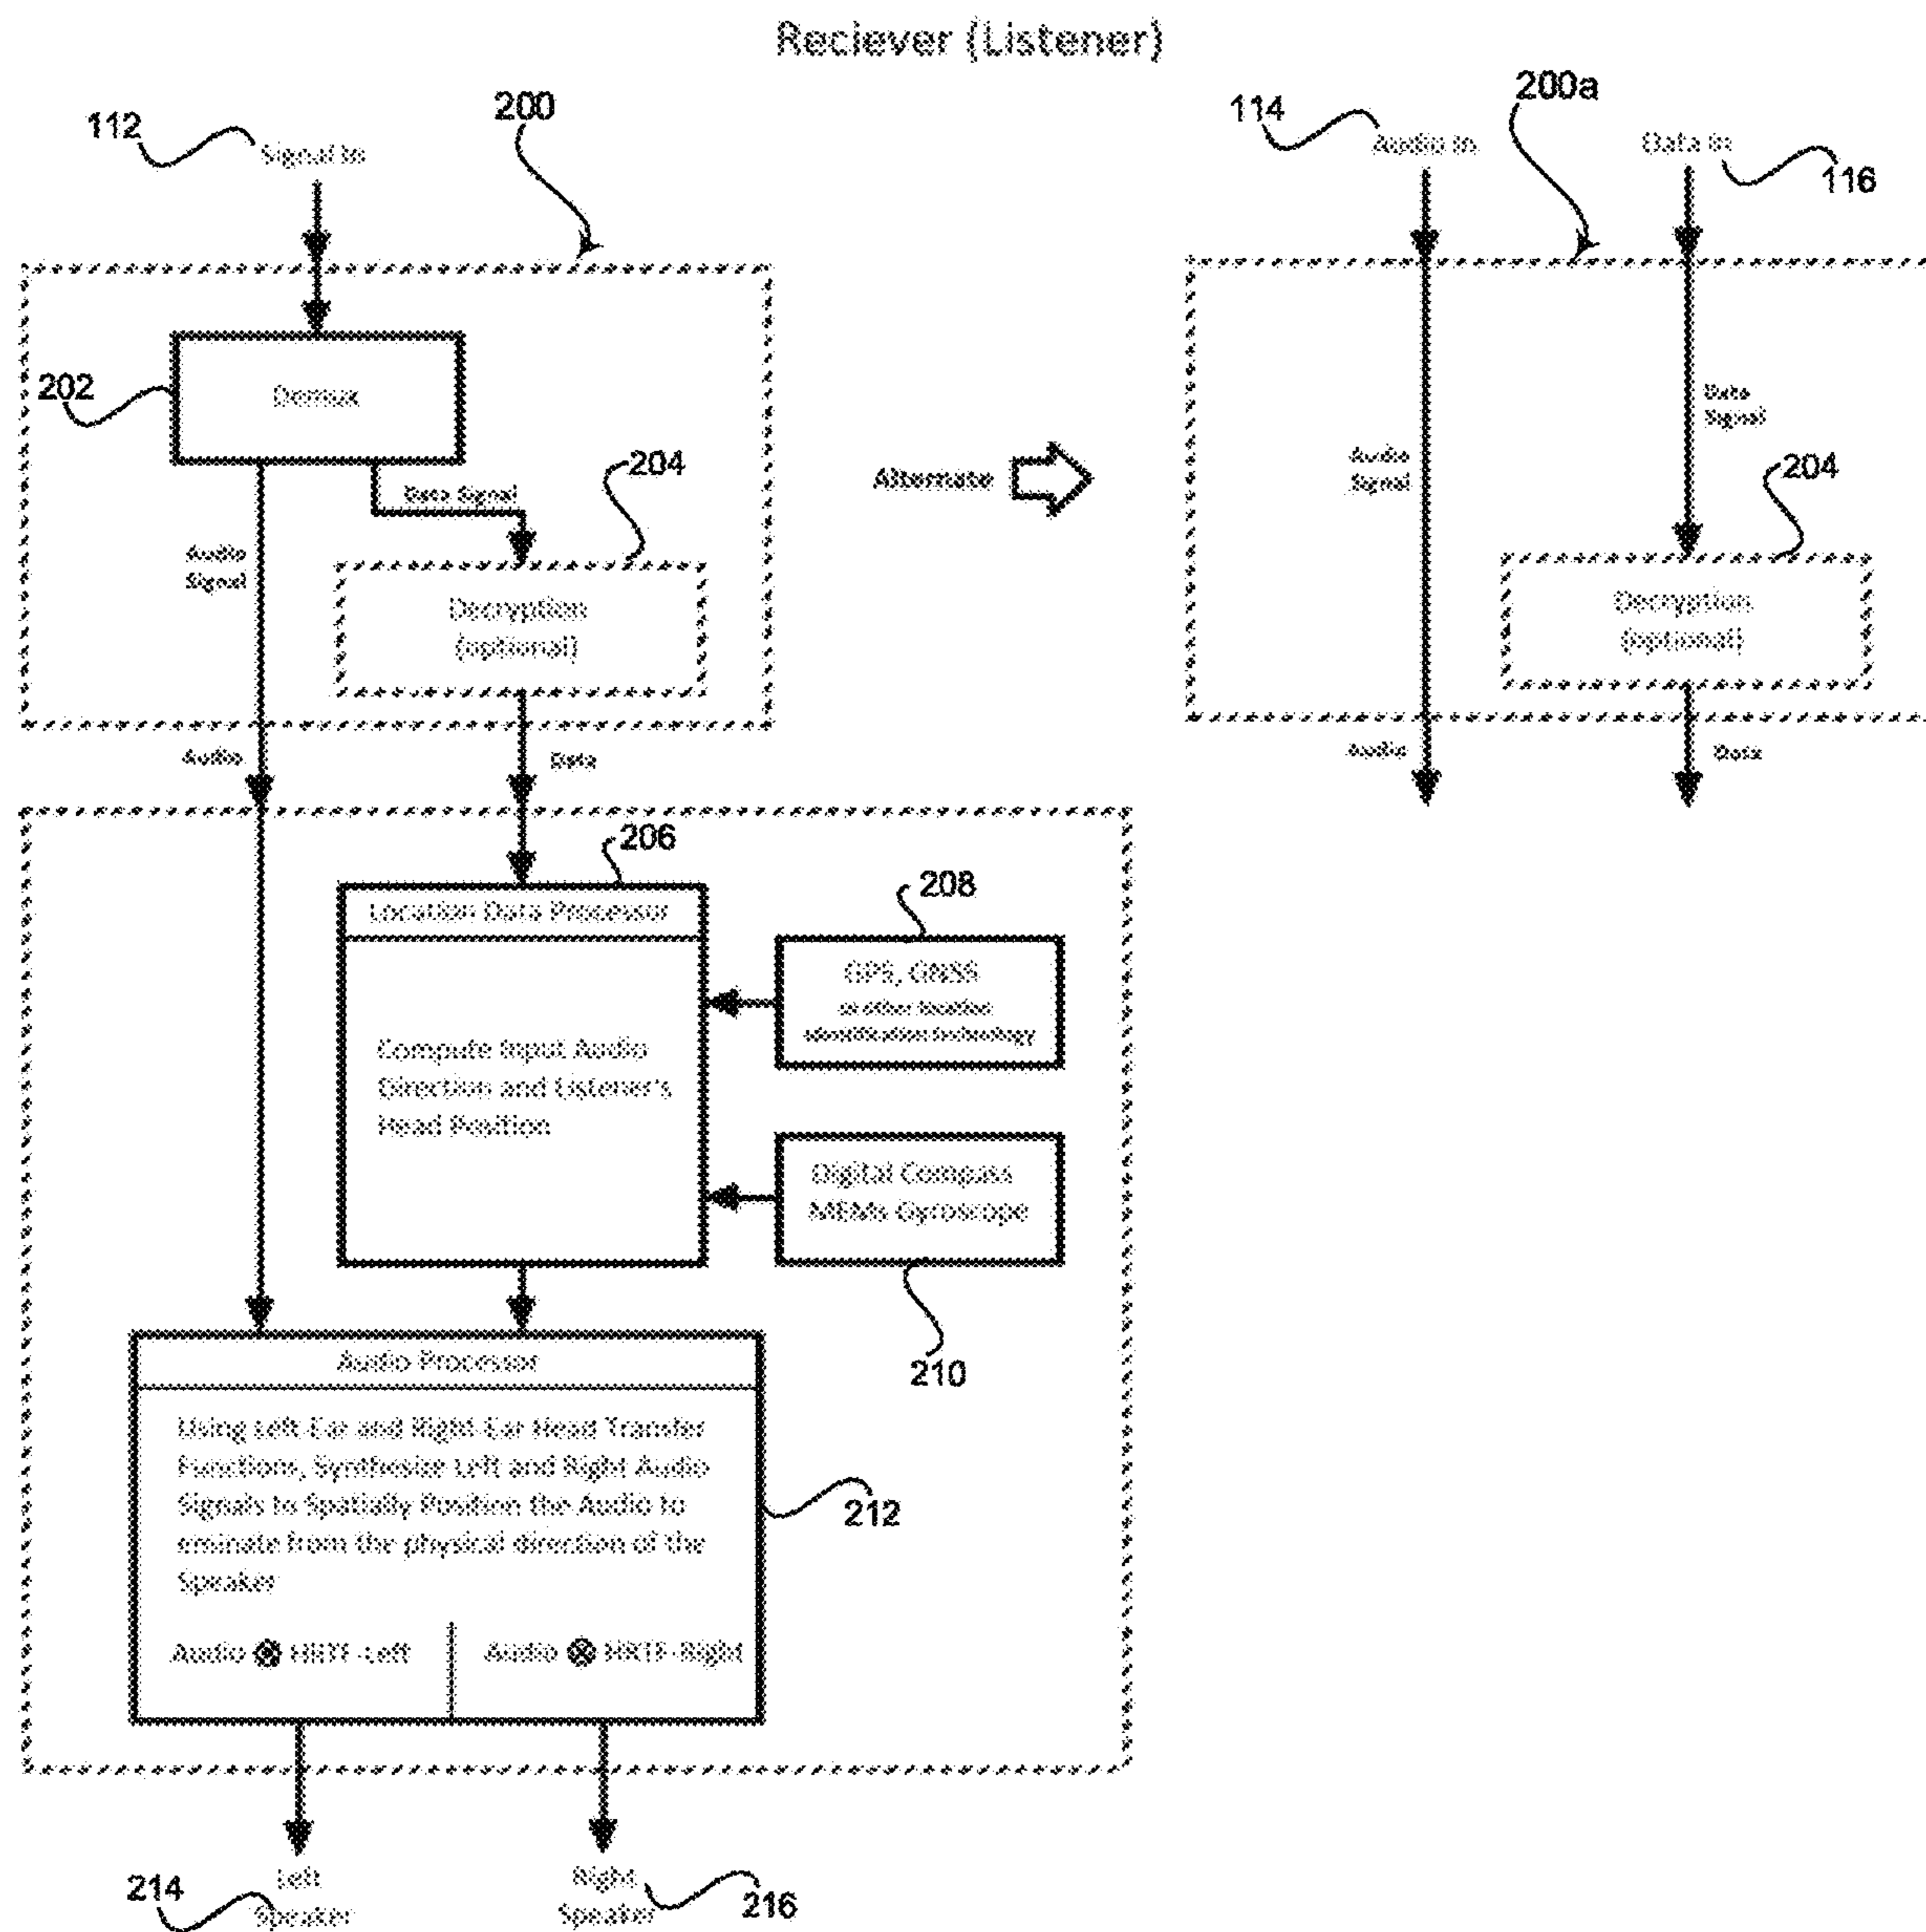 Reciever (Listener)
112
Signal In
200
114
Audio In
200a
Data In
116
202
Demux
Data Signal
204
Audio
Signal
Decryption
(optional)
Audio
Data
Alternate
Audio
Signal
Data
Signal
204
Decryption
(optional)
Audio
Data
206
Location Data Processor
Compute Input Audio
Direction and Listener's
Head Position
208
GPS, GNSS
or other location
identification technology
Digital Compass
MEMs Gyroscope
210
Audio Processor
Using Left-Ear and Right-Ear Head Transfer
Functions, Synthesize Left and Right Audio
Signals to Spatially Position the Audio to
eminate from the physical direction of the
Speaker
212
Audio ⊗ HRTF-Left
Audio ⊗ HRTF-Right
214
Left
Speaker
Right
Speaker
216